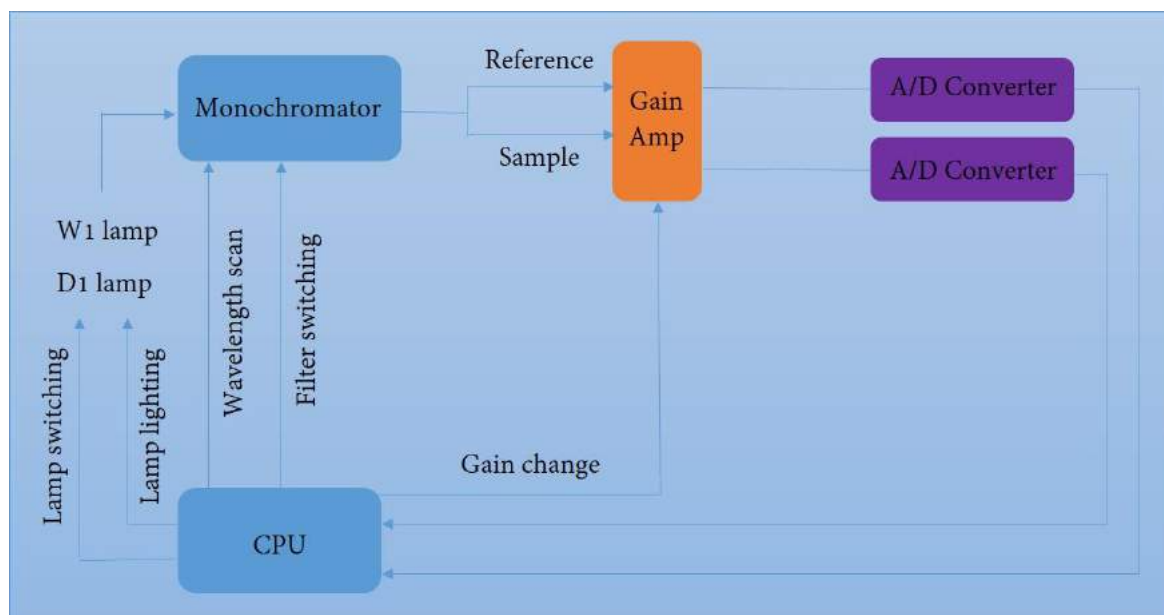 Reference
Monochromator
Gain
Amp
A/D Converter
Sample
A/D Converter
W1 lamp
D1 lamp
Wavelength scan
Filter switching
Lamp switching
Lamp lighting
Gain change
CPU